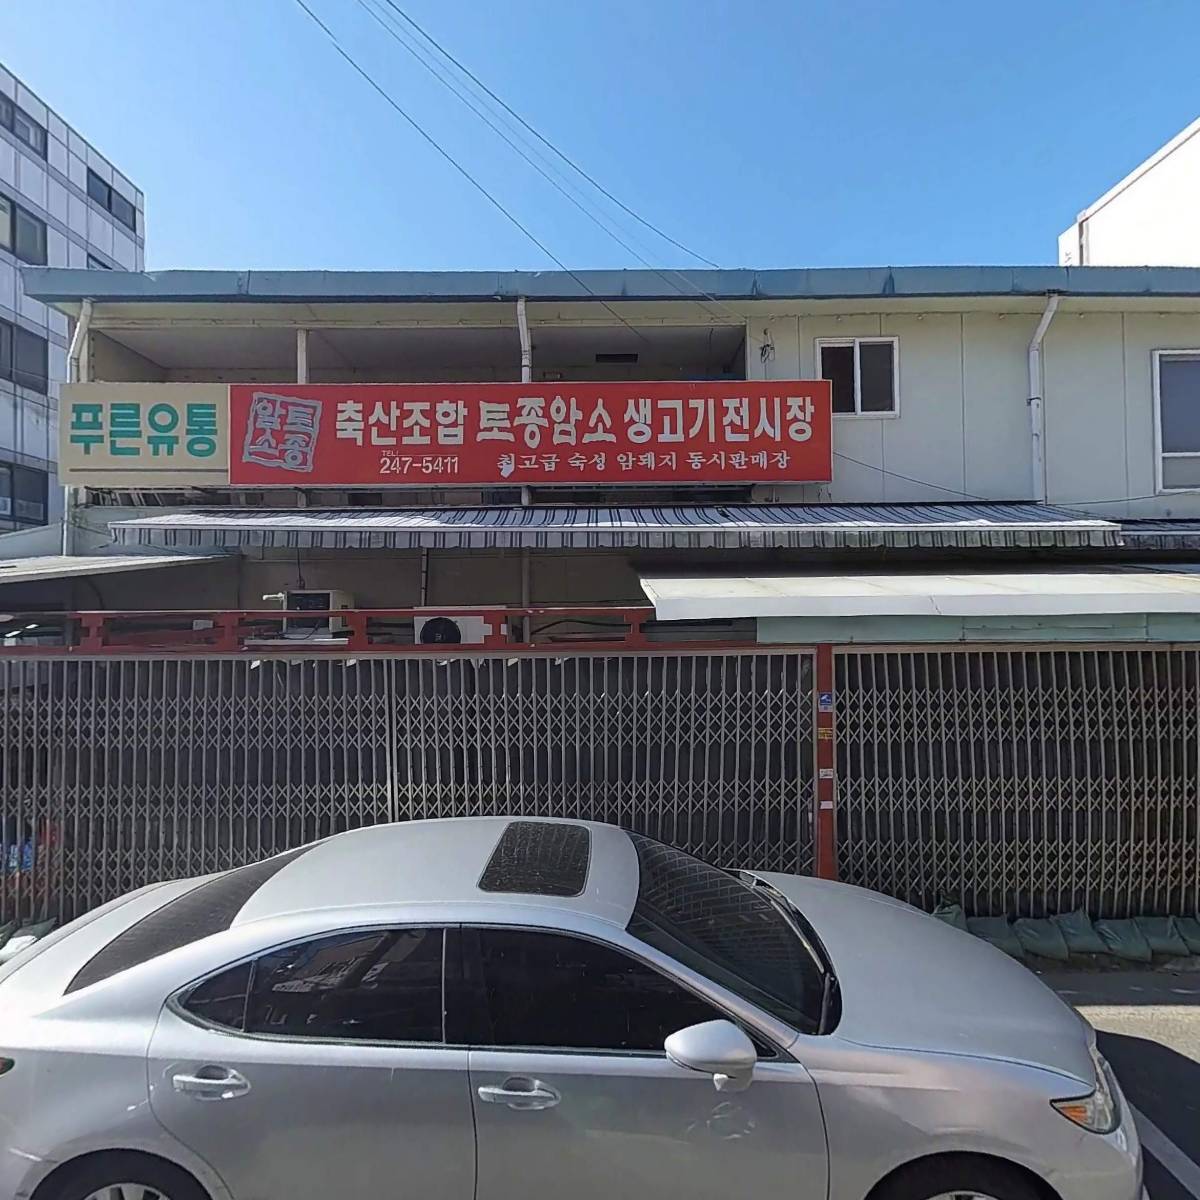 푸른유통
암토
소종
축산조합 토종암소 생고기전시장
TEL)
247-5411
최고급 숙성 암돼지 동시판매장